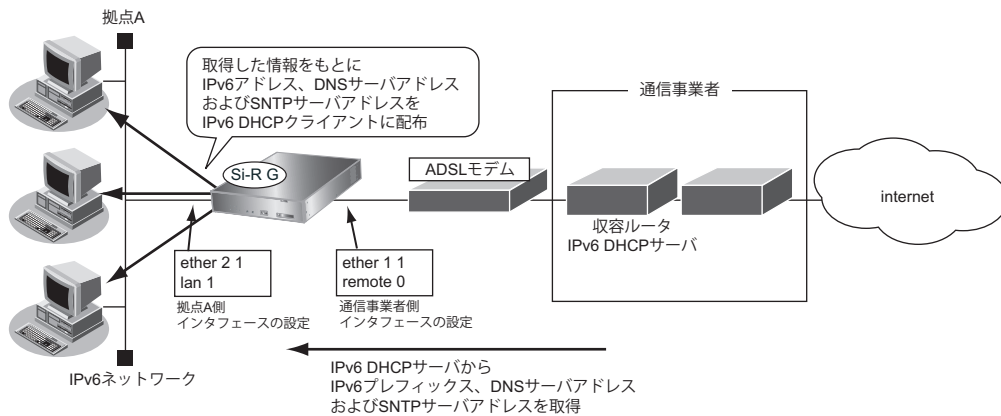 拠点A
取得した情報をもとに
IPv6アドレス、DNSサーバアドレス
およびSNTPサーバアドレスを
IPv6 DHCPクライアントに配布
通信事業者
Si-R G
ADSLモデム
internet
収容ルータ
IPv6 DHCPサーバ
ether 2 1
lan 1
ether 1 1
remote 0
拠点A側
インタフェースの設定
通信事業者側
インタフェースの設定
IPv6ネットワーク
IPv6 DHCPサーバから
IPv6プレフィックス、DNSサーバアドレス
およびSNTPサーバアドレスを取得